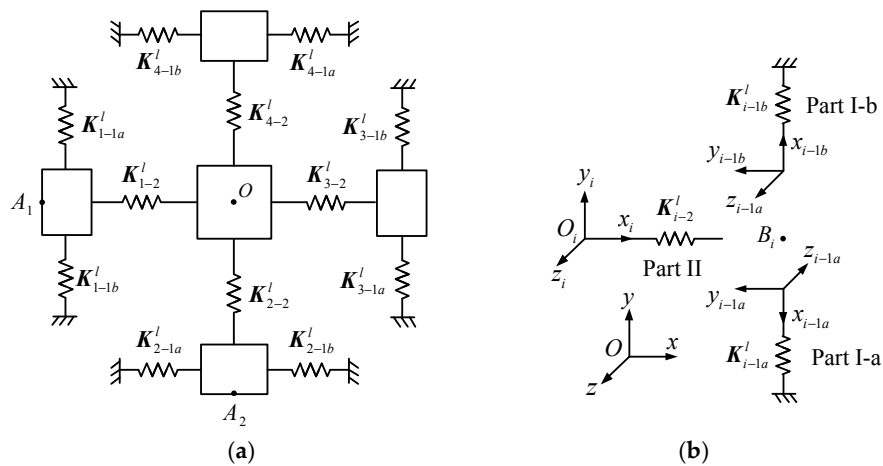 K^l_{4-1b} K^l_{4-1a}
K^l_{4-2}
K^l_{1-1a} K^l_{3-1b}
K^l_{1-2} K^l_{3-2}
A_1 O
K^l_{1-1b} K^l_{2-2} K^l_{3-1a}
K^l_{2-1a} K^l_{2-1b}
A_2
(a)
K^l_{i-1b} Part I-b
x_{i-1b}
y_{i-1b}
z_{i-1a}
y_i
K^l_{i-2}
O_i x_i B_i
z_i Part II z_{i-1a}
y_{i-1a}
x_{i-1a}
y
K^l_{i-1a} Part I-a
O x
z
(b)